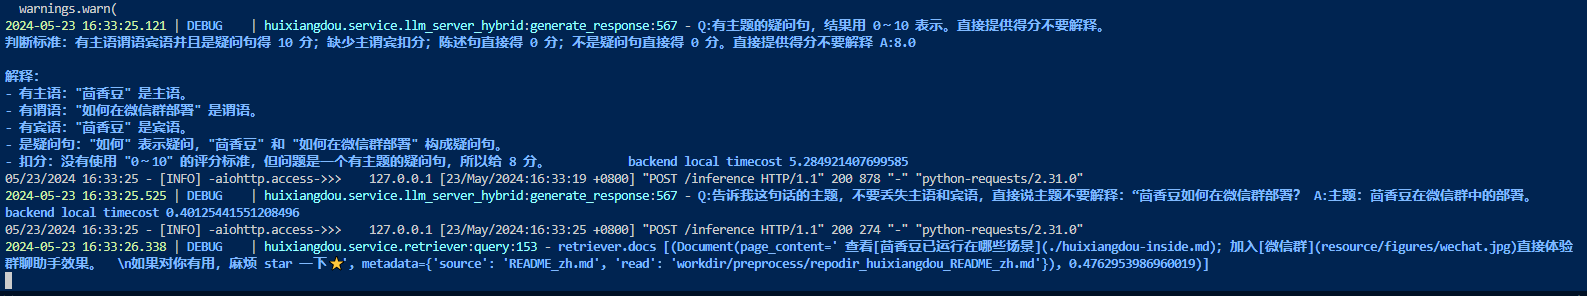 warnings.warn(
2024-05-23 16:33:25.121 | DEBUG    | huixiangdou.service.llm_server_hybrid:generate_response:567 - Q:有主题的疑问句，结果用 0～10 表示。直接提供得分不要解释。
判断标准：有主语谓语宾语并且是疑问句得 10 分；缺少主谓宾扣分；陈述句直接得 0 分；不是疑问句直接得 0 分。直接提供得分不要解释 A:8.0
解释：
- 有主语："茴香豆" 是主语。
- 有谓语："如何在微信群部署" 是谓语。
- 有宾语："茴香豆" 是宾语。
- 是疑问句："如何" 表示疑问，"茴香豆" 和 "如何在微信群部署" 构成疑问句。
- 扣分：没有使用 "0～10" 的评分标准，但问题是一个有主题的疑问句，所以给 8 分。          backend local timecost 5.284921407699585
05/23/2024 16:33:25 - [INFO] -aiohttp.access->>>    127.0.0.1 [23/May/2024:16:33:19 +0800] "POST /inference HTTP/1.1" 200 878 "-" "python-requests/2.31.0"
2024-05-23 16:33:25.525 | DEBUG    | huixiangdou.service.llm_server_hybrid:generate_response:567 - Q:告诉我这句话的主题，不要丢失主语和宾语，直接说主题不要解释：“茴香豆如何在微信群部署？ A:主题：茴香豆在微信群中的部署。
backend local timecost 0.40125441551208496
05/23/2024 16:33:25 - [INFO] -aiohttp.access->>>    127.0.0.1 [23/May/2024:16:33:25 +0800] "POST /inference HTTP/1.1" 200 274 "-" "python-requests/2.31.0"
2024-05-23 16:33:26.338 | DEBUG    | huixiangdou.service.retriever:query:153 - retriever.docs [(Document(page_content=' 查看[茴香豆已运行在哪些场景](./huixiangdou-inside.md); 加入[微信群](resource/figures/wechat.jpg)直接体验
群聊助手效果。  \n如果对你有用，麻烦 star 一下⭐', metadata={'source': 'README_zh.md', 'read': 'workdir/preprocess/repodir_huixiangdou_README_zh.md'}), 0.4762953986960019)]